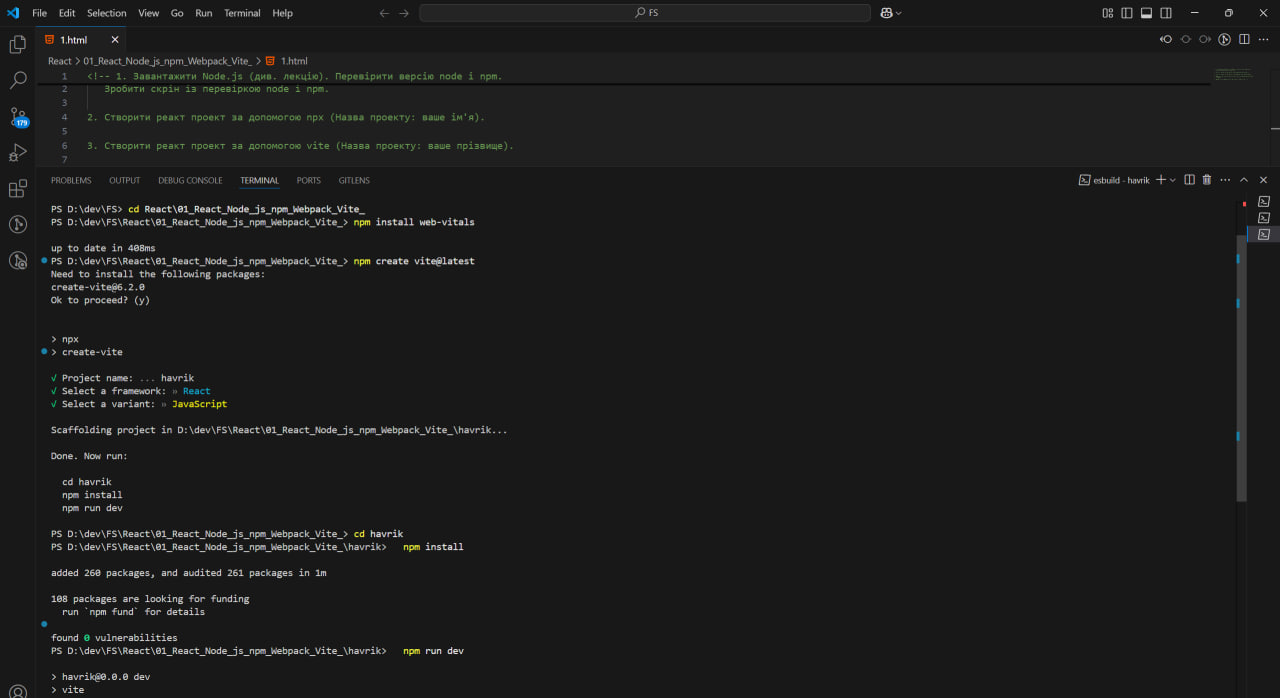 File Edit Selection View Go Run Terminal Help
FS
1.html
React > 01_React_Node_js_npm_Webpack_Vite_ > 1.html
1 <!-- 1. Завантажити Node.js (див. лекцію). Перевірити версію node і npm.
2 Зробити скрін із перевіркою node і npm.
3
4 2. Створити реакт проект за допомогою npx (Назва проекту: ваше ім'я).
5
6 3. Створити реакт проект за допомогою vite (Назва проекту: ваше прізвище).
7
179
PROBLEMS OUTPUT DEBUG CONSOLE TERMINAL PORTS GITLENS
esbuild - havrik
PS D:\dev\FS> cd React\01_React_Node_js_npm_Webpack_Vite_
PS D:\dev\FS\React\01_React_Node_js_npm_Webpack_Vite_> npm install web-vitals
up to date in 408ms
PS D:\dev\FS\React\01_React_Node_js_npm_Webpack_Vite_> npm create vite@latest
Need to install the following packages:
create-vite@6.2.0
Ok to proceed? (y)
> npx
> create-vite
√ Project name: ... havrik
√ Select a framework: » React
√ Select a variant: » JavaScript
Scaffolding project in D:\dev\FS\React\01_React_Node_js_npm_Webpack_Vite_\havrik...
Done. Now run:
cd havrik
npm install
npm run dev
PS D:\dev\FS\React\01_React_Node_js_npm_Webpack_Vite_> cd havrik
PS D:\dev\FS\React\01_React_Node_js_npm_Webpack_Vite_\havrik> npm install
added 260 packages, and audited 261 packages in 1m
108 packages are looking for funding
run `npm fund` for details
found 0 vulnerabilities
PS D:\dev\FS\React\01_React_Node_js_npm_Webpack_Vite_\havrik> npm run dev
> havrik@0.0.0 dev
> vite